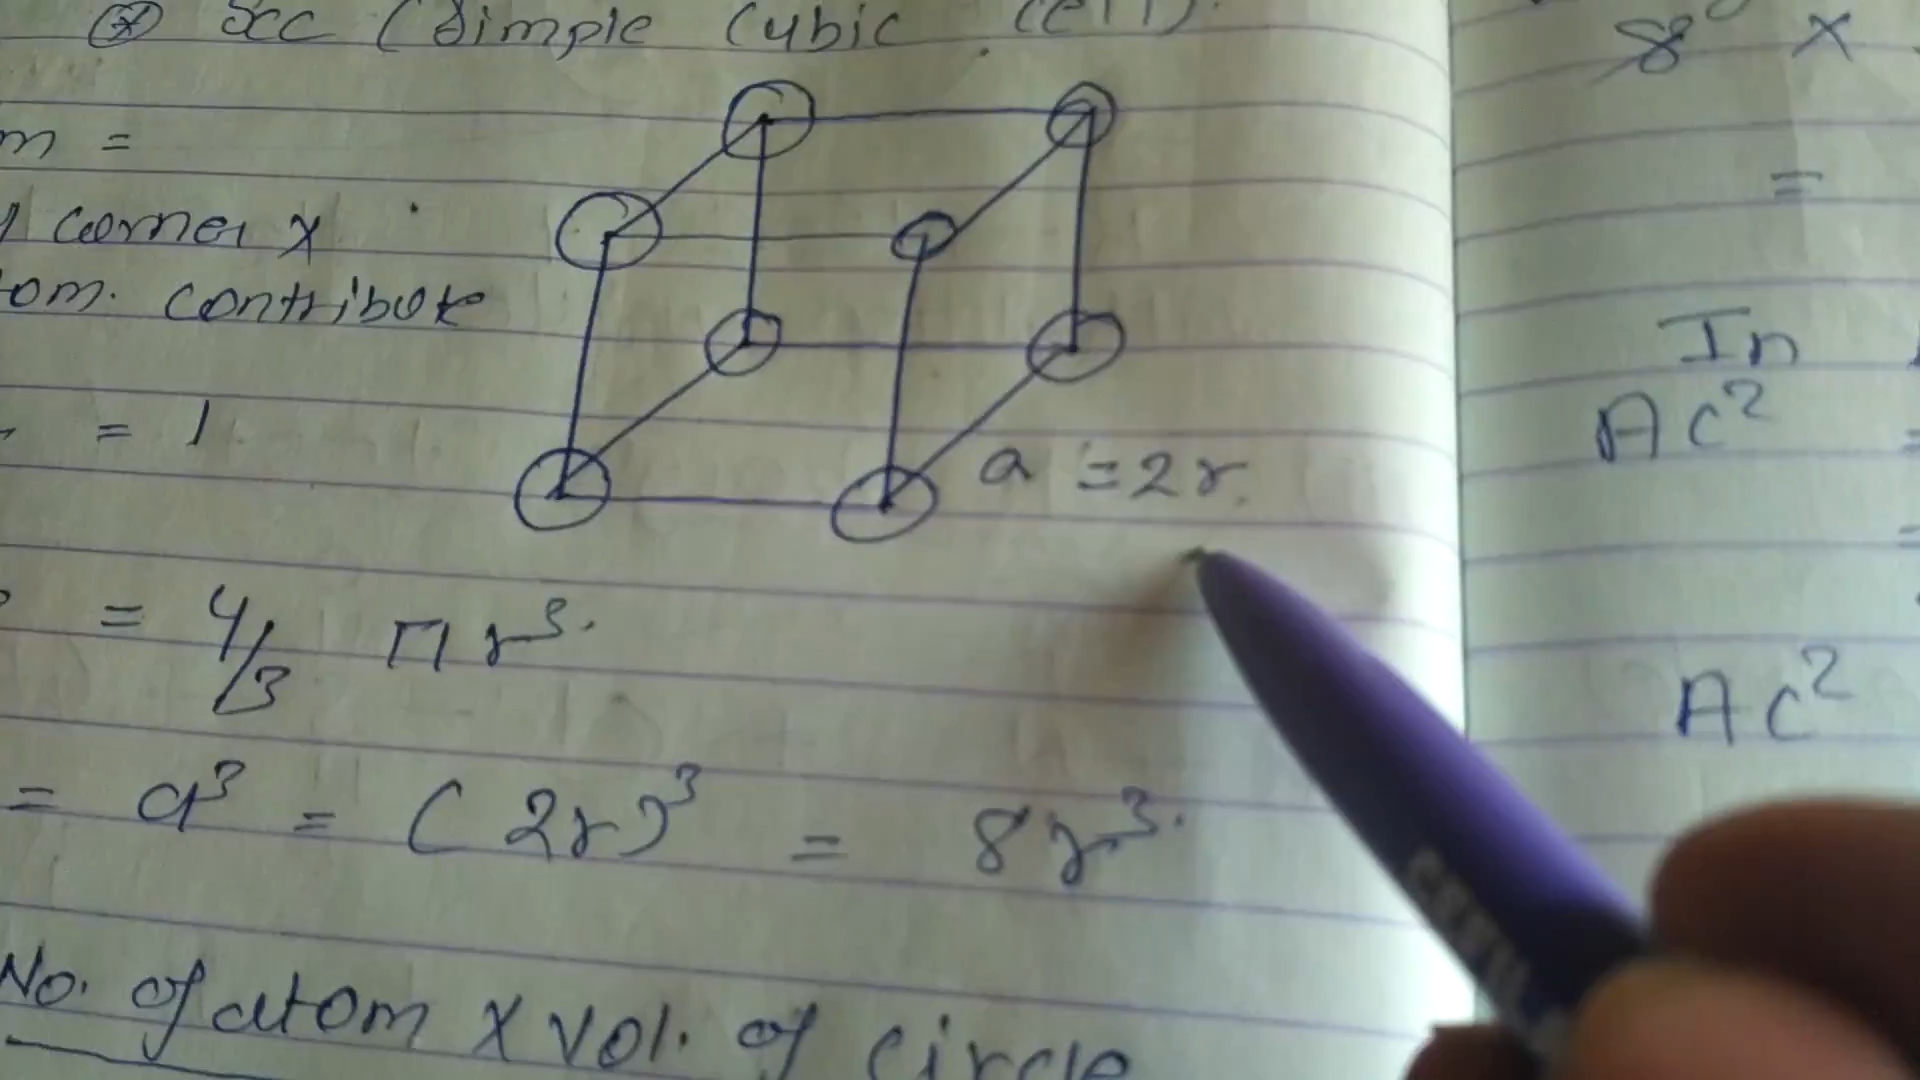 Scc (Simple Cubic Cell).
m =
corner x
om. contribute
= 1
a = 2r.
= 4/3 π r³.
= a³ = (2r)³ = 8r³.
No. of atom x vol. of circle
8 x
=
In
Ac²
=
Ac²